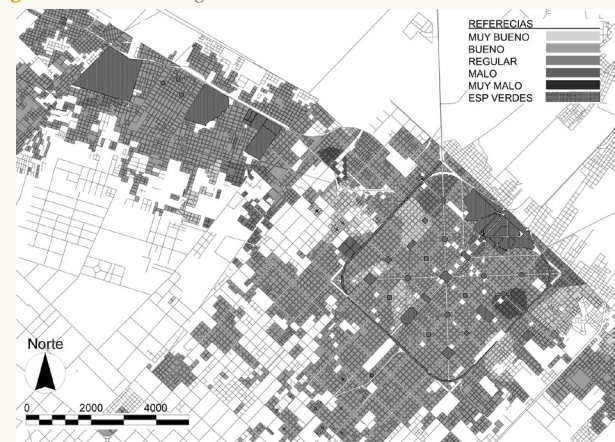 REFERECIAS
MUY BUENO
BUENO
REGULAR
MALO
MUY MALO
ESP VERDES
Norte
0 2000 4000